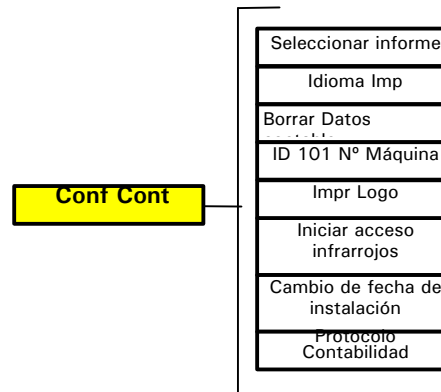 Seleccionar informe
Idioma Imp
Borrar Datos
ID 101 Nº Máquina
Conf Cont
Impr Logo
Iniciar acceso
infrarrojos
Cambio de fecha de
instalación
Protocolo
Contabilidad